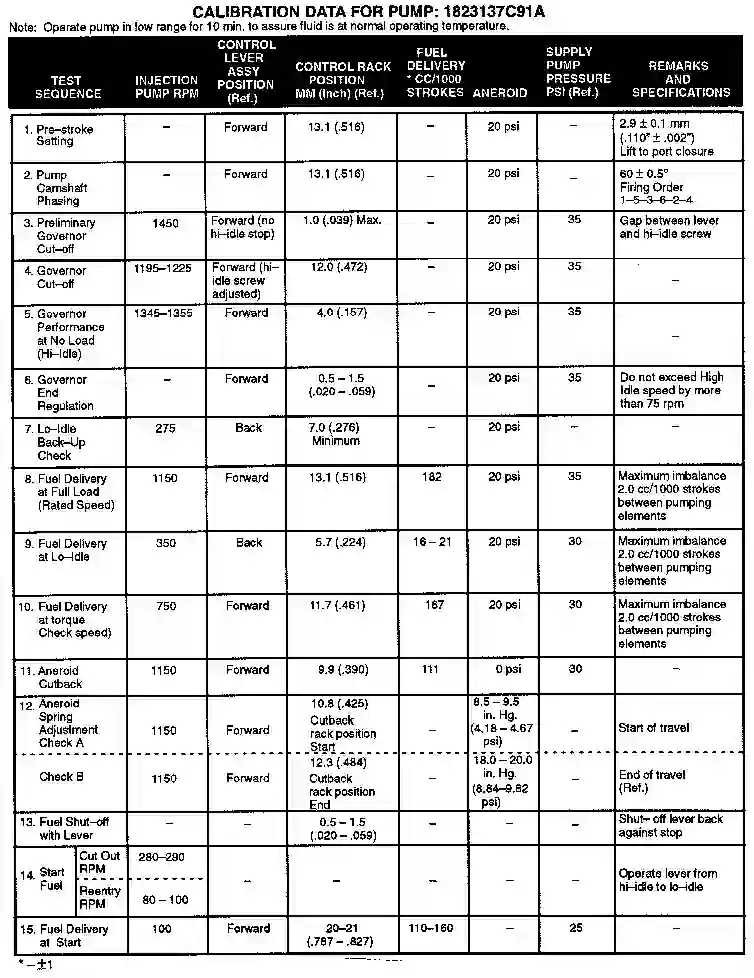 CALIBRATION DATA FOR PUMP: 1823137C91A
Note: Operate pump in low range for 10 min. to assure fluid is at normal operating temperature.
TEST SEQUENCE | INJECTION PUMP RPM | CONTROL LEVER ASSY POSITION (Ref.) | CONTROL RACK POSITION MM (Inch) (Ref.) | FUEL DELIVERY * CC/1000 STROKES | ANEROID | SUPPLY PUMP PRESSURE PSI (Ref.) | REMARKS AND SPECIFICATIONS
1. Pre–stroke Setting | – | Forward | 13.1 (.516) | – | 20 psi | – | 2.9 ± 0.1 mm (.110" ± .002") Lift to port closure
2. Pump Camshaft Phasing | – | Forward | 13.1 (.516) | – | 20 psi | – | 60 ± 0.5° Firing Order 1–5–3–6–2–4
3. Preliminary Governor Cut–off | 1450 | Forward (no hi–idle stop) | 1.0 (.039) Max. | – | 20 psi | 35 | Gap between lever and hi–idle screw
4. Governor Cut–off | 1195–1225 | Forward (hi–idle screw adjusted) | 12.0 (.472) | – | 20 psi | 35 | –
5. Governor Performance at No Load (Hi–Idle) | 1345–1355 | Forward | 4.0 (.157) | – | 20 psi | 35 | –
6. Governor End Regulation | – | Forward | 0.5 – 1.5 (.020 – .059) | – | 20 psi | 35 | Do not exceed High Idle speed by more than 75 rpm
7. Lo–Idle Back–Up Check | 275 | Back | 7.0 (.276) Minimum | – | 20 psi | – | –
8. Fuel Delivery at Full Load (Rated Speed) | 1150 | Forward | 13.1 (.516) | 182 | 20 psi | 35 | Maximum imbalance 2.0 cc/1000 strokes between pumping elements
9. Fuel Delivery at Lo–Idle | 350 | Back | 5.7 (.224) | 16 – 21 | 20 psi | 30 | Maximum imbalance 2.0 cc/1000 strokes between pumping elements
10. Fuel Delivery at torque Check speed) | 750 | Forward | 11.7 (.461) | 167 | 20 psi | 30 | Maximum imbalance 2.0 cc/1000 strokes between pumping elements
11. Aneroid Cutback | 1150 | Forward | 9.9 (.390) | 111 | 0 psi | 30 | –
12. Aneroid Spring Adjustment Check A | 1150 | Forward | 10.8 (.425) Cutback rack position Start | – | 8.5 – 9.5 in. Hg. (4.18 – 4.67 psi) | – | Start of travel
Check B | 1150 | Forward | 12.3 (.484) Cutback rack position End | – | 18.0 – 20.0 in. Hg. (8.84–9.82 psi) | – | End of travel (Ref.)
13. Fuel Shut–off with Lever | – | – | 0.5 – 1.5 (.020 – .059) | – | – | – | Shut– off lever back against stop
14. Start Fuel | Cut Out RPM | 280–290 | – | – | – | – | – | Operate lever from hi–idle to lo–idle
Reentry RPM | 80 – 100
15. Fuel Delivery at Start | 100 | Forward | 20–21 (.787 – .827) | 110–160 | – | 25 | –
* – ±1